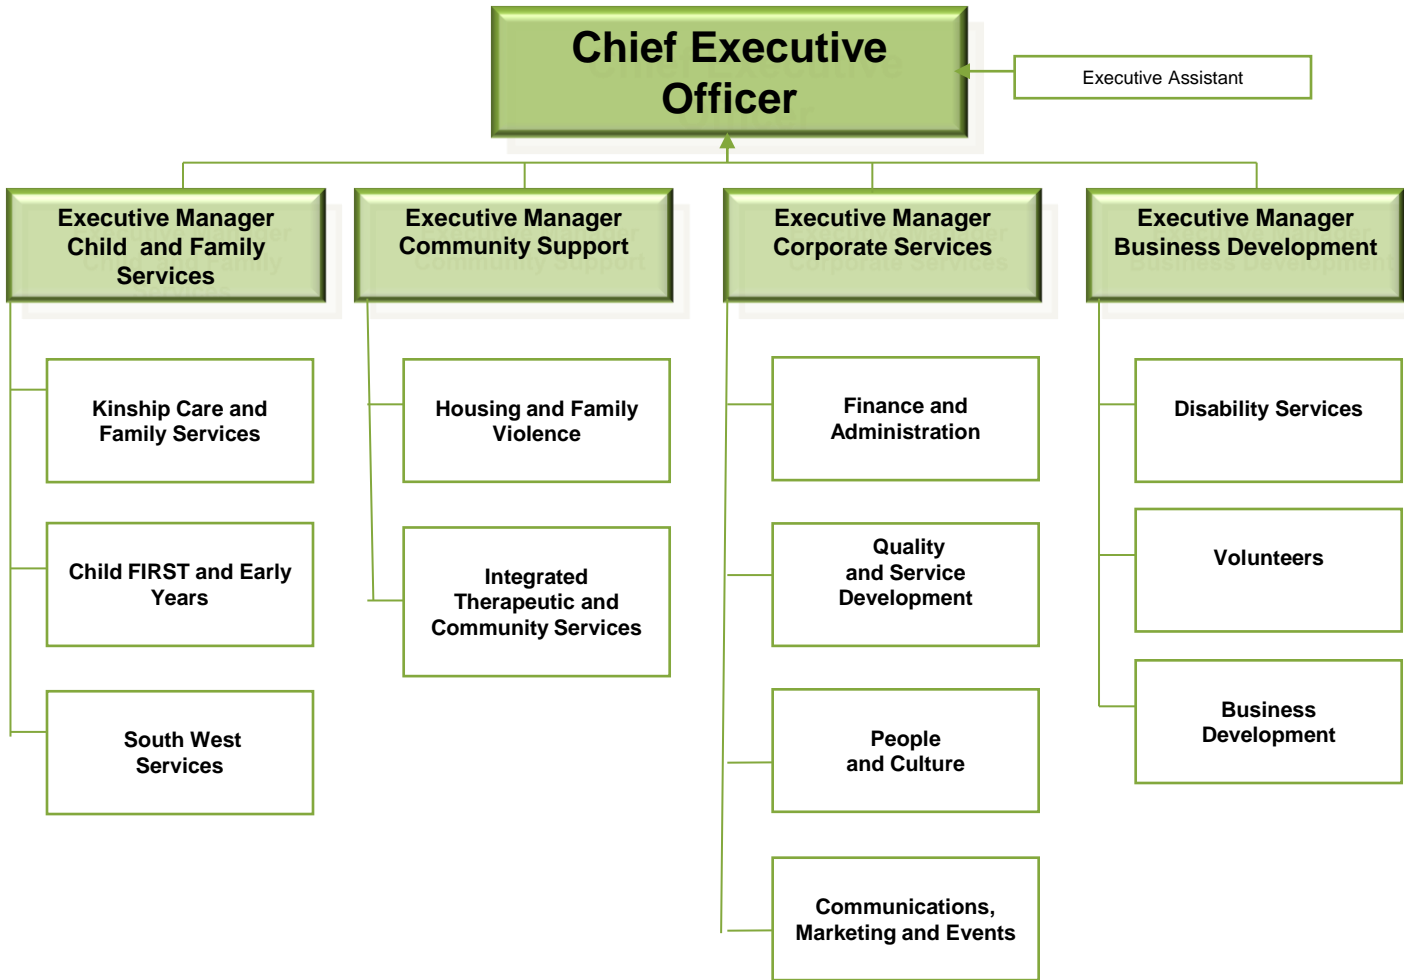 Chief Executive
Officer
Executive Assistant
Executive Manager
Child and Family
Services
Executive Manager
Community Support
Executive Manager
Corporate Services
Executive Manager
Business Development
Kinship Care and
Family Services
Child FIRST and Early
Years
South West
Services
Housing and Family
Violence
Integrated
Therapeutic and
Community Services
Finance and
Administration
Quality
and Service
Development
People
and Culture
Communications,
Marketing and Events
Disability Services
Volunteers
Business
Development